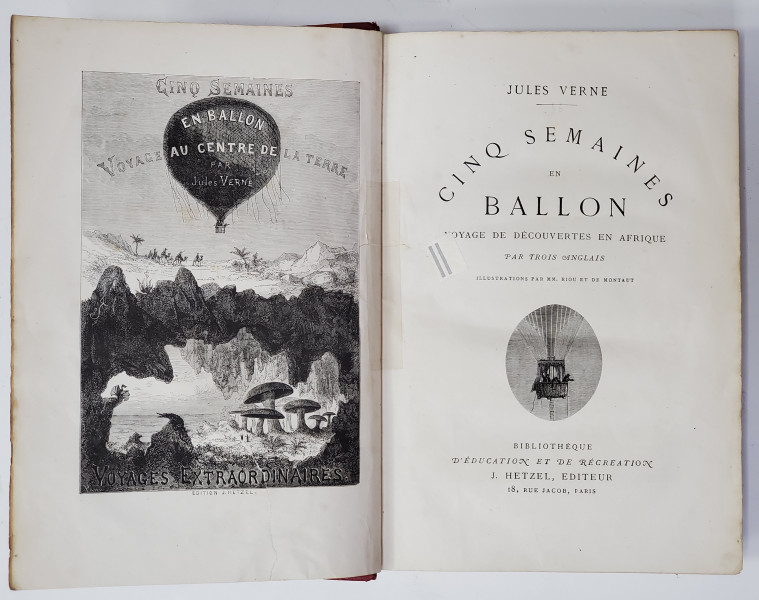 CINQ SEMAINES
EN BALLON
VOYAGE AU CENTRE DE LA TERRE
PAR
Jules VERNE
VOYAGES EXTRAORDINAIRES
ÉDITION J. HETZEL.
JULES VERNE
CINQ SEMAINES
EN
BALLON
VOYAGE DE DÉCOUVERTES EN AFRIQUE
PAR TROIS ANGLAIS
ILLUSTRATIONS PAR MM. RIOU ET DE MONTAUT
BIBLIOTHÈQUE
D'ÉDUCATION ET DE RÉCRÉATION
J. HETZEL, ÉDITEUR
18, RUE JACOB, PARIS